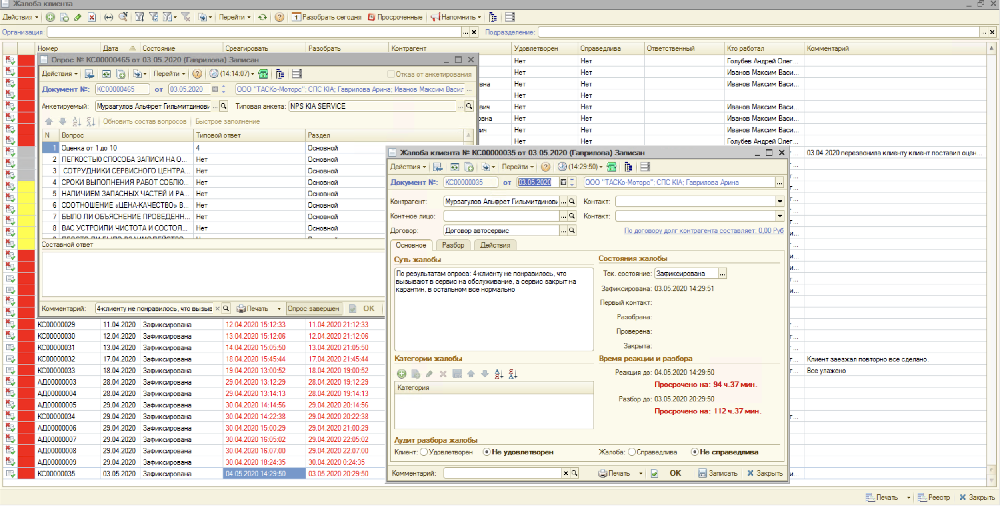 Жалоба клиента
Действия Перейти Разобрать сегодня Просроченные Напомнить
Организация: Подразделение:
Номер Дата Состояние Среагировать Разобрать Контрагент Удовлетворен Справедлива Ответственный Кто работал Комментарий
Нет Нет Голубев Андрей Олег...
Нет Нет Иванов Максим Васи...
вна Нет Нет Иванов Максим Васи...
Нет Нет
вич Нет Нет Иванов Максим Васи...
овна Нет Нет Иванов Максим Васи...
ич Нет Нет Иванов Максим Васи...
Нет Нет Голубев Андрей Олег...
03.04.2020 перезвонила клиенту клиент поставил оцен...
Опрос № КС00000465 от 03.05.2020 (Гаврилова) Записан
Действия Перейти (14:14:07) Отказ от анкетирования
Документ №: КС00000465 от 03.05.2020 ООО "ТАСКо-Моторс"; СПС KIA; Гаврилова Арина; Иванов Максим Васил ...
Анкетируемый: Мурзагулов Альфрет Гильмитдинови ... Типовая анкета: NPS KIA SERVICE ...
Обновить состав вопросов Быстрое заполнение
N Вопрос Типовой ответ Раздел
1 Оценка от 1 до 10 4 Основной
2 ЛЕГКОСТЬЮ СПОСОБА ЗАПИСИ НА О... Нет Основной
3 СОТРУДНИКИ СЕРВИСНОГО ЦЕНТРА... Нет Основной
4 СРОКИ ВЫПОЛНЕНИЯ РАБОТ СОБЛЮ... Нет Основной
5 НАЛИЧИЕМ ЗАПАСНЫХ ЧАСТЕЙ И РА... Нет Основной
6 СООТНОШЕНИЕ «ЦЕНА-КАЧЕСТВО» В... Нет Основной
7 БЫЛО ЛИ ОБЪЯСНЕНИЕ ПРОВЕДЕНН... Нет Основной
8 ВАС УСТРОИЛИ ЧИСТОТА И СОСТОЯ... Нет Основной
Составной ответ
Комментарий: 4-клиенту не понравилось, что вызыв Печать Опрос завершен OK
Жалоба клиента № КС00000035 от 03.05.2020 (Гаврилова) Записан
Действия Перейти (14:29:50)
Документ №: КС00000035 от 03.05.2020 ООО "ТАСКо-Моторс"; СПС KIA; Гаврилова Арина ...
Контрагент: Мурзагулов Альфрет Гильмитдинови ... Контакт:
Конт-ное лицо: ... Контакт:
Договор: Договор автосервис ... По договору долг контрагента составляет: 0,00 Руб
Основное Разбор Действия
Суть жалобы
По результатам опроса: 4-клиенту не понравилось, что
вызывают в сервис на обслуживание, а сервис закрыт на
карантин, в остальном все нормально
Состояния жалобы
Тек. состояние: Зафиксирована ...
Зафиксирована: 03.05.2020 14:29:51
Первый контакт:
Разобрана:
Проверена:
Закрыта:
Категории жалобы
Категория
Время реакции и разбора
Реакция до: 04.05.2020 14:29:50
Просрочено на: 94 ч.37 мин.
Разбор до: 03.05.2020 20:29:50
Просрочено на: 112 ч.37 мин.
Аудит разбора жалобы
Клиент: Удовлетворен Не удовлетворен Жалоба: Справедлива Не справедлива
Комментарий: Печать OK Записать Закрыть
КС00000029 11.04.2020 Зафиксирована 12.04.2020 15:12:33 11.04.2020 21:12:33
КС00000030 12.04.2020 Зафиксирована 13.04.2020 15:12:06 12.04.2020 21:12:06
КС00000031 13.04.2020 Зафиксирована 14.04.2020 15:05:50 13.04.2020 21:05:50
КС00000032 17.04.2020 Зафиксирована 18.04.2020 15:45:44 17.04.2020 21:45:44 Клиент заезжал повторно все сделано.
КС00000033 18.04.2020 Зафиксирована 19.04.2020 13:00:52 18.04.2020 19:00:52 Все улажено
АД00000003 28.04.2020 Зафиксирована 29.04.2020 13:12:29 28.04.2020 19:12:29
АД00000004 28.04.2020 Зафиксирована 29.04.2020 13:14:13 28.04.2020 19:14:13
АД00000005 29.04.2020 Зафиксирована 30.04.2020 14:14:56 29.04.2020 20:14:56
КС00000034 29.04.2020 Зафиксирована 30.04.2020 14:22:38 29.04.2020 20:22:38
АД00000006 29.04.2020 Зафиксирована 30.04.2020 15:00:29 29.04.2020 21:00:29
АД00000007 29.04.2020 Зафиксирована 30.04.2020 16:05:02 29.04.2020 22:05:02
АД00000008 29.04.2020 Зафиксирована 30.04.2020 16:07:00 29.04.2020 22:07:00
АД00000009 29.04.2020 Зафиксирована 30.04.2020 18:24:35 30.04.2020 0:24:35
КС00000035 03.05.2020 Зафиксирована 04.05.2020 14:29:50 03.05.2020 20:29:50
Печать Реестр Закрыть